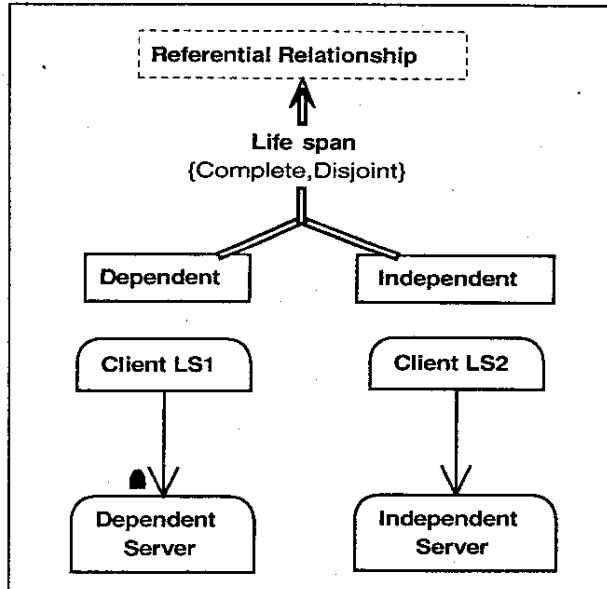 Referential Relationship
Life span
{Complete,Disjoint}
Dependent
Independent
Client LS1
Client LS2
Dependent
Server
Independent
Server